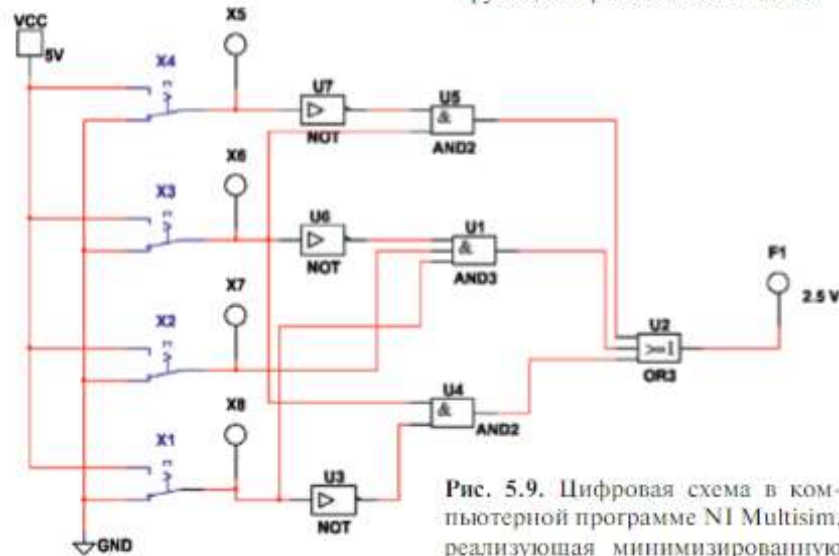 VCC
5V
X5
X4
U7
NOT
U5
&
AND2
X6
X3
U6
NOT
U1
&
AND3
F1
2.5 V
X7
X2
U2
>=1
OR3
X8
X1
U4
&
AND2
U3
NOT
GND
Рис. 5.9. Цифровая схема в ком-
пьютерной программе NI Multisim,
реализующая минимизированную